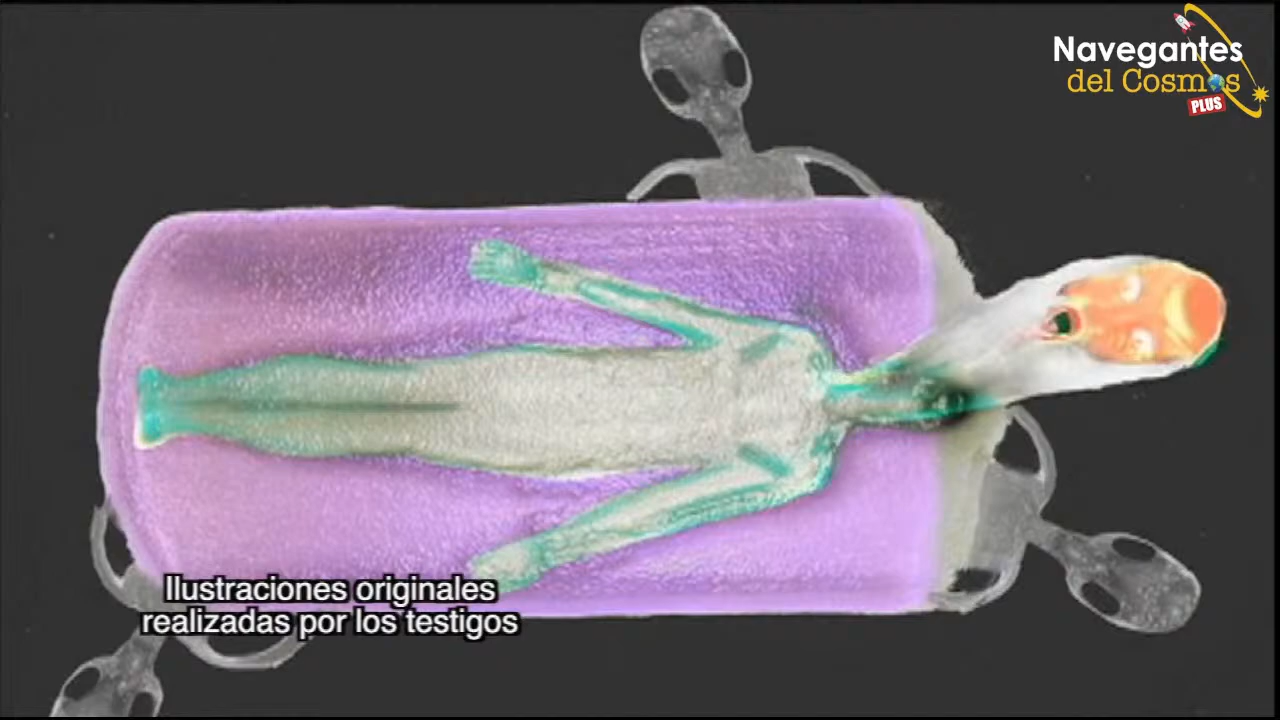 Navegantes
del Cosmos
PLUS
Ilustraciones originales
realizadas por los testigos